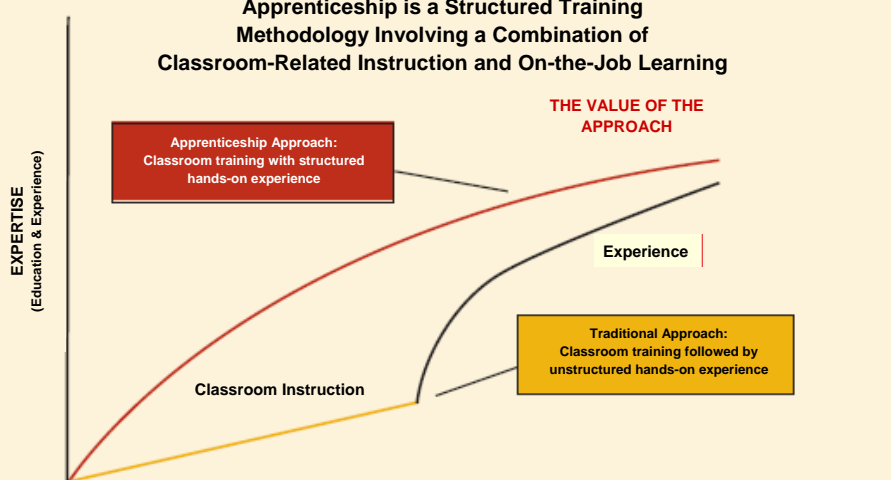 Apprenticeship is a Structured Training
Methodology Involving a Combination of
Classroom-Related Instruction and On-the-Job Learning
THE VALUE OF THE
APPROACH
Apprenticeship Approach:
Classroom training with structured
hands-on experience
EXPERTISE
(Education & Experience)
Experience
Traditional Approach:
Classroom training followed by
unstructured hands-on experience
Classroom Instruction